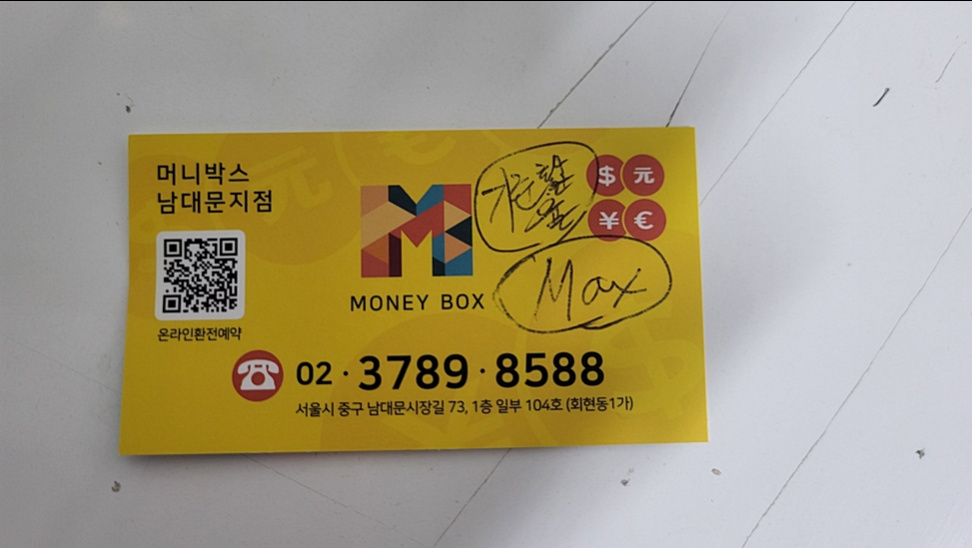 머니박스
남대문지점
온라인환전예약
MONEY BOX
$ 元
¥ €
Max
02·3789·8588
서울시 중구 남대문시장길 73, 1층 일부 104호 (회현동1가)